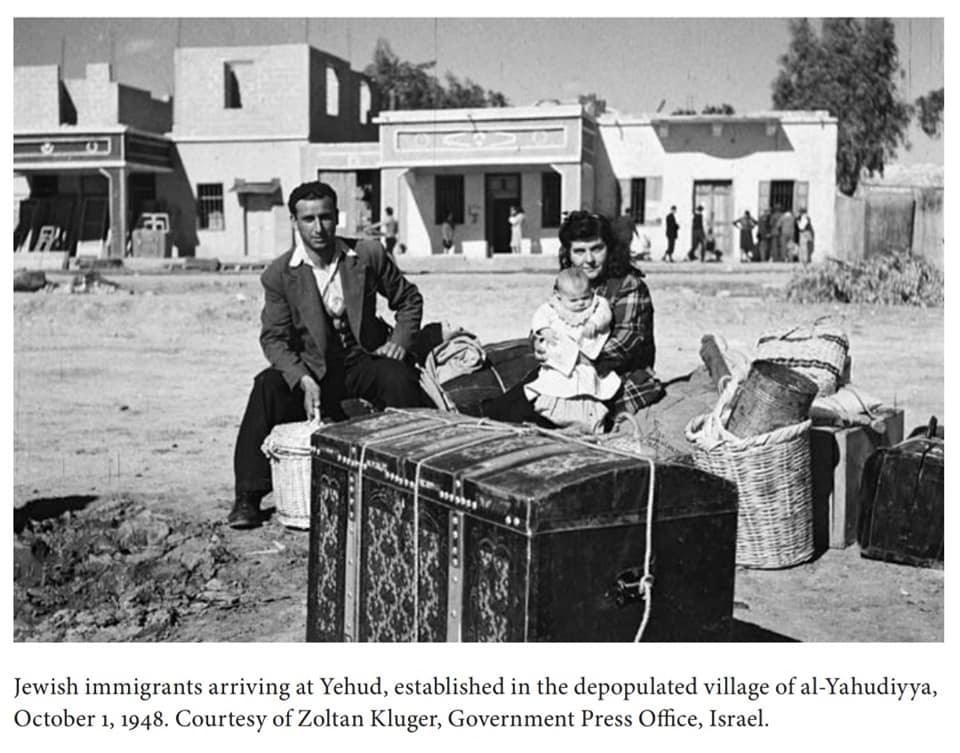 Jewish immigrants arriving at Yehud, established in the depopulated village of al-Yahudiyya,
October 1, 1948. Courtesy of Zoltan Kluger, Government Press Office, Israel.